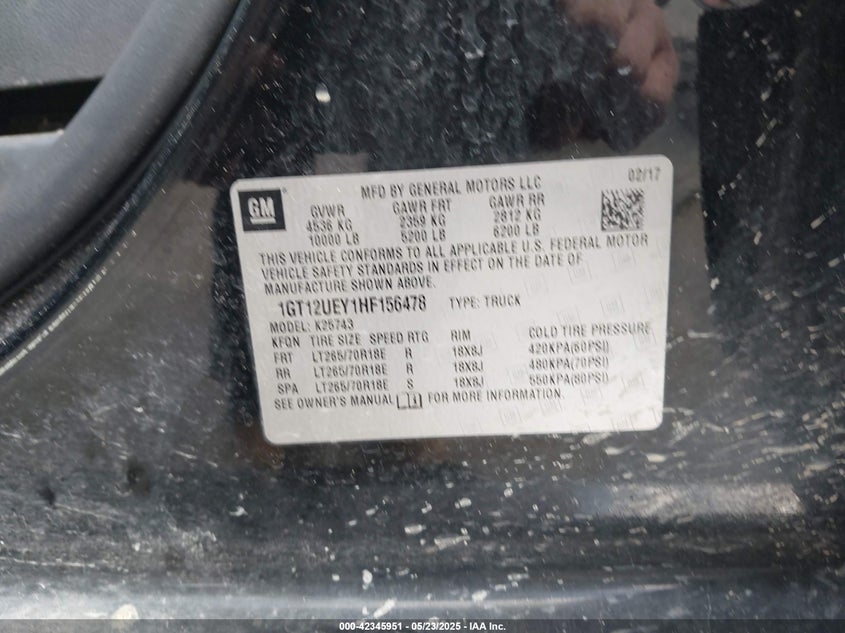 GM
MFD BY GENERAL MOTORS LLC
02/17
GVWR GAWR FRT GAWR RR
4536 KG 2359 KG 2812 KG
10000 LB 5200 LB 6200 LB
THIS VEHICLE CONFORMS TO ALL APPLICABLE U.S. FEDERAL MOTOR
VEHICLE SAFETY STANDARDS IN EFFECT ON THE DATE OF
MANUFACTURE SHOWN ABOVE.
1GT12UEY1HF156478 TYPE: TRUCK
MODEL: K25743
KFON TIRE SIZE SPEED RTG RIM COLD TIRE PRESSURE
FRT LT265/70R18E R 18X8J 420KPA(60PSI)
RR LT265/70R18E R 18X8J 480KPA(70PSI)
SPA LT265/70R18E S 18X8J 550KPA(80PSI)
SEE OWNER'S MANUAL FOR MORE INFORMATION.
000-42345951 - 05/23/2025 - IAA Inc.